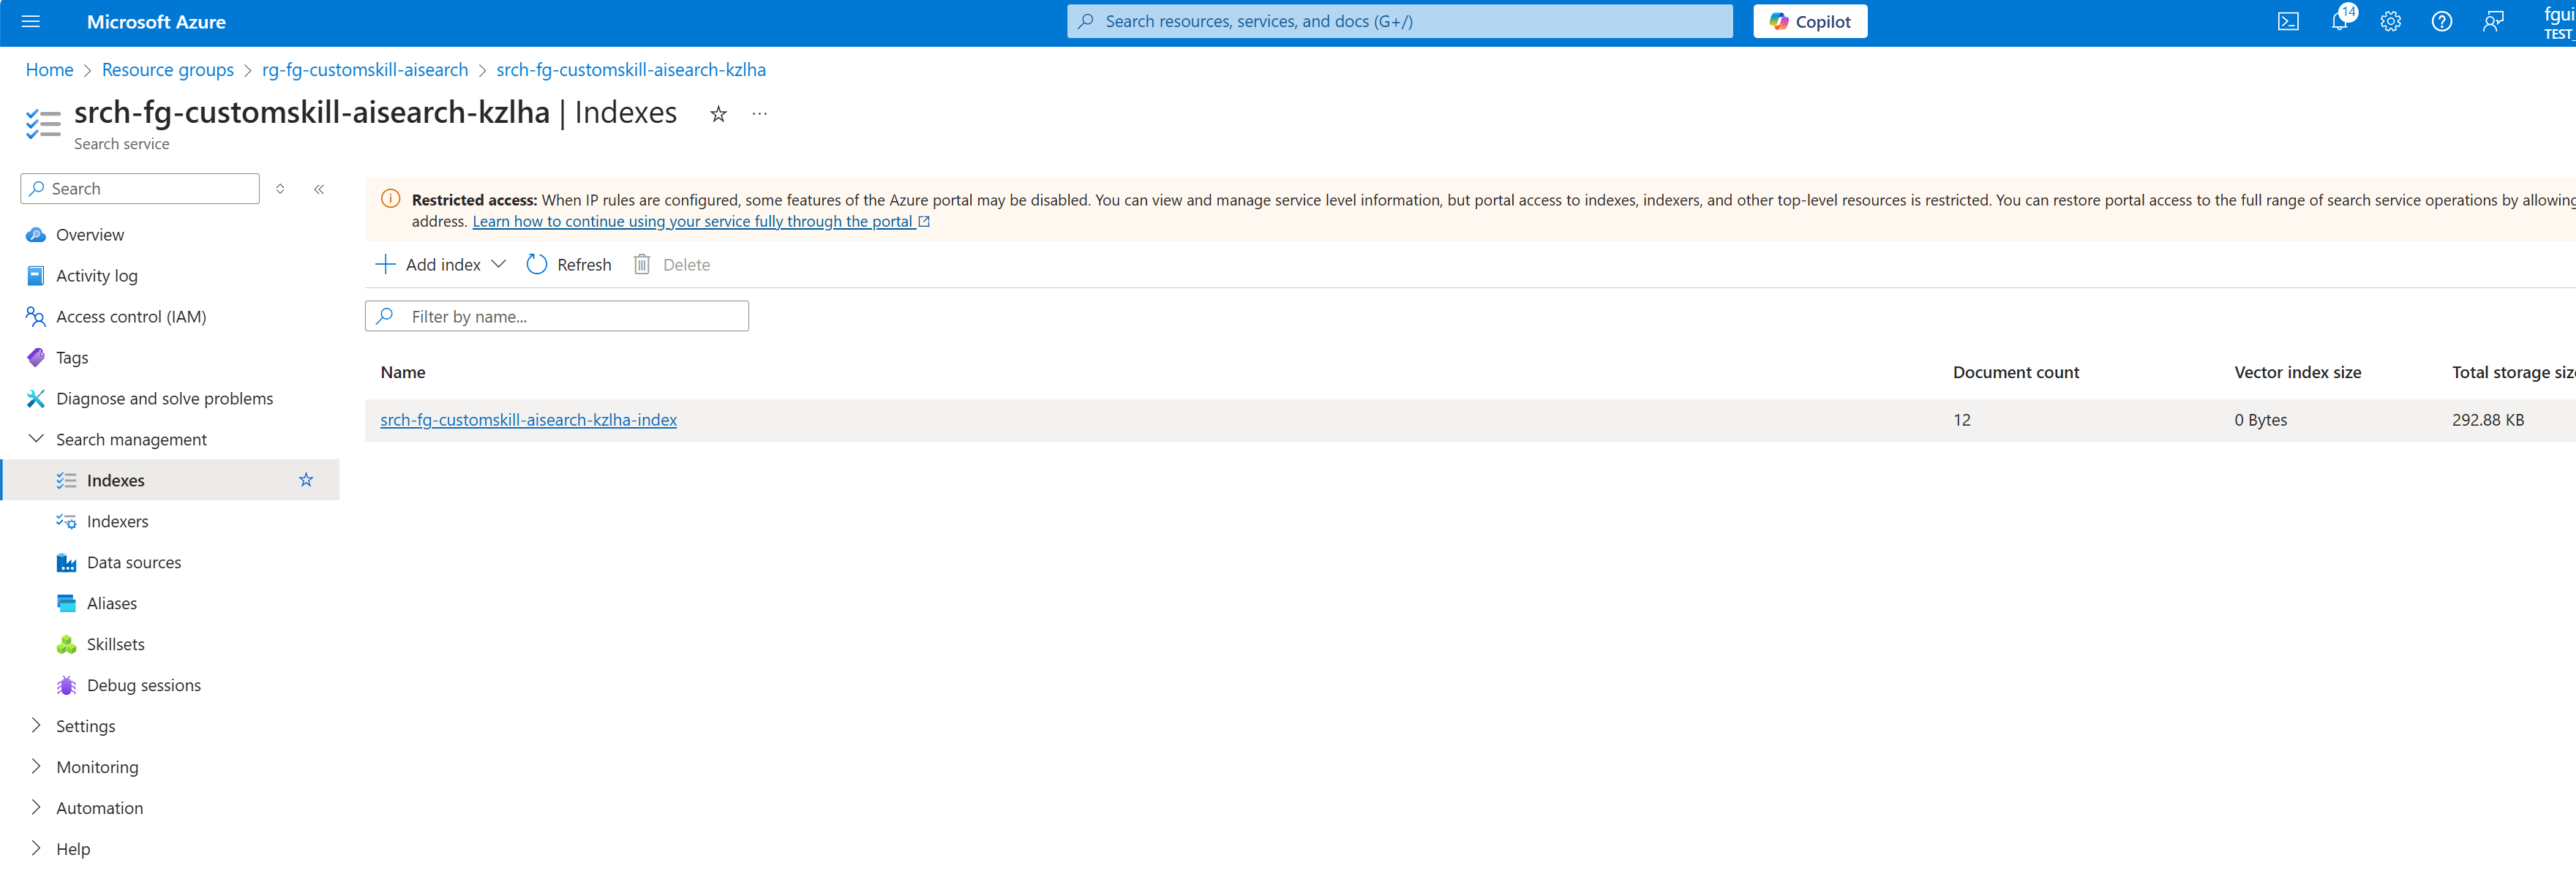 Microsoft Azure
Search resources, services, and docs (G+/)
Copilot
14
fgui
TEST_
Home > Resource groups > rg-fg-customskill-aisearch > srch-fg-customskill-aisearch-kzlha
srch-fg-customskill-aisearch-kzlha | Indexes
Search service
Search
Overview
Activity log
Access control (IAM)
Tags
Diagnose and solve problems
Search management
Indexes
Indexers
Data sources
Aliases
Skillsets
Debug sessions
Settings
Monitoring
Automation
Help
Restricted access: When IP rules are configured, some features of the Azure portal may be disabled. You can view and manage service level information, but portal access to indexes, indexers, and other top-level resources is restricted. You can restore portal access to the full range of search service operations by allowing
address. Learn how to continue using your service fully through the portal
Add index
Refresh
Delete
Filter by name...
Name Document count Vector index size Total storage siz
srch-fg-customskill-aisearch-kzlha-index 12 0 Bytes 292.88 KB